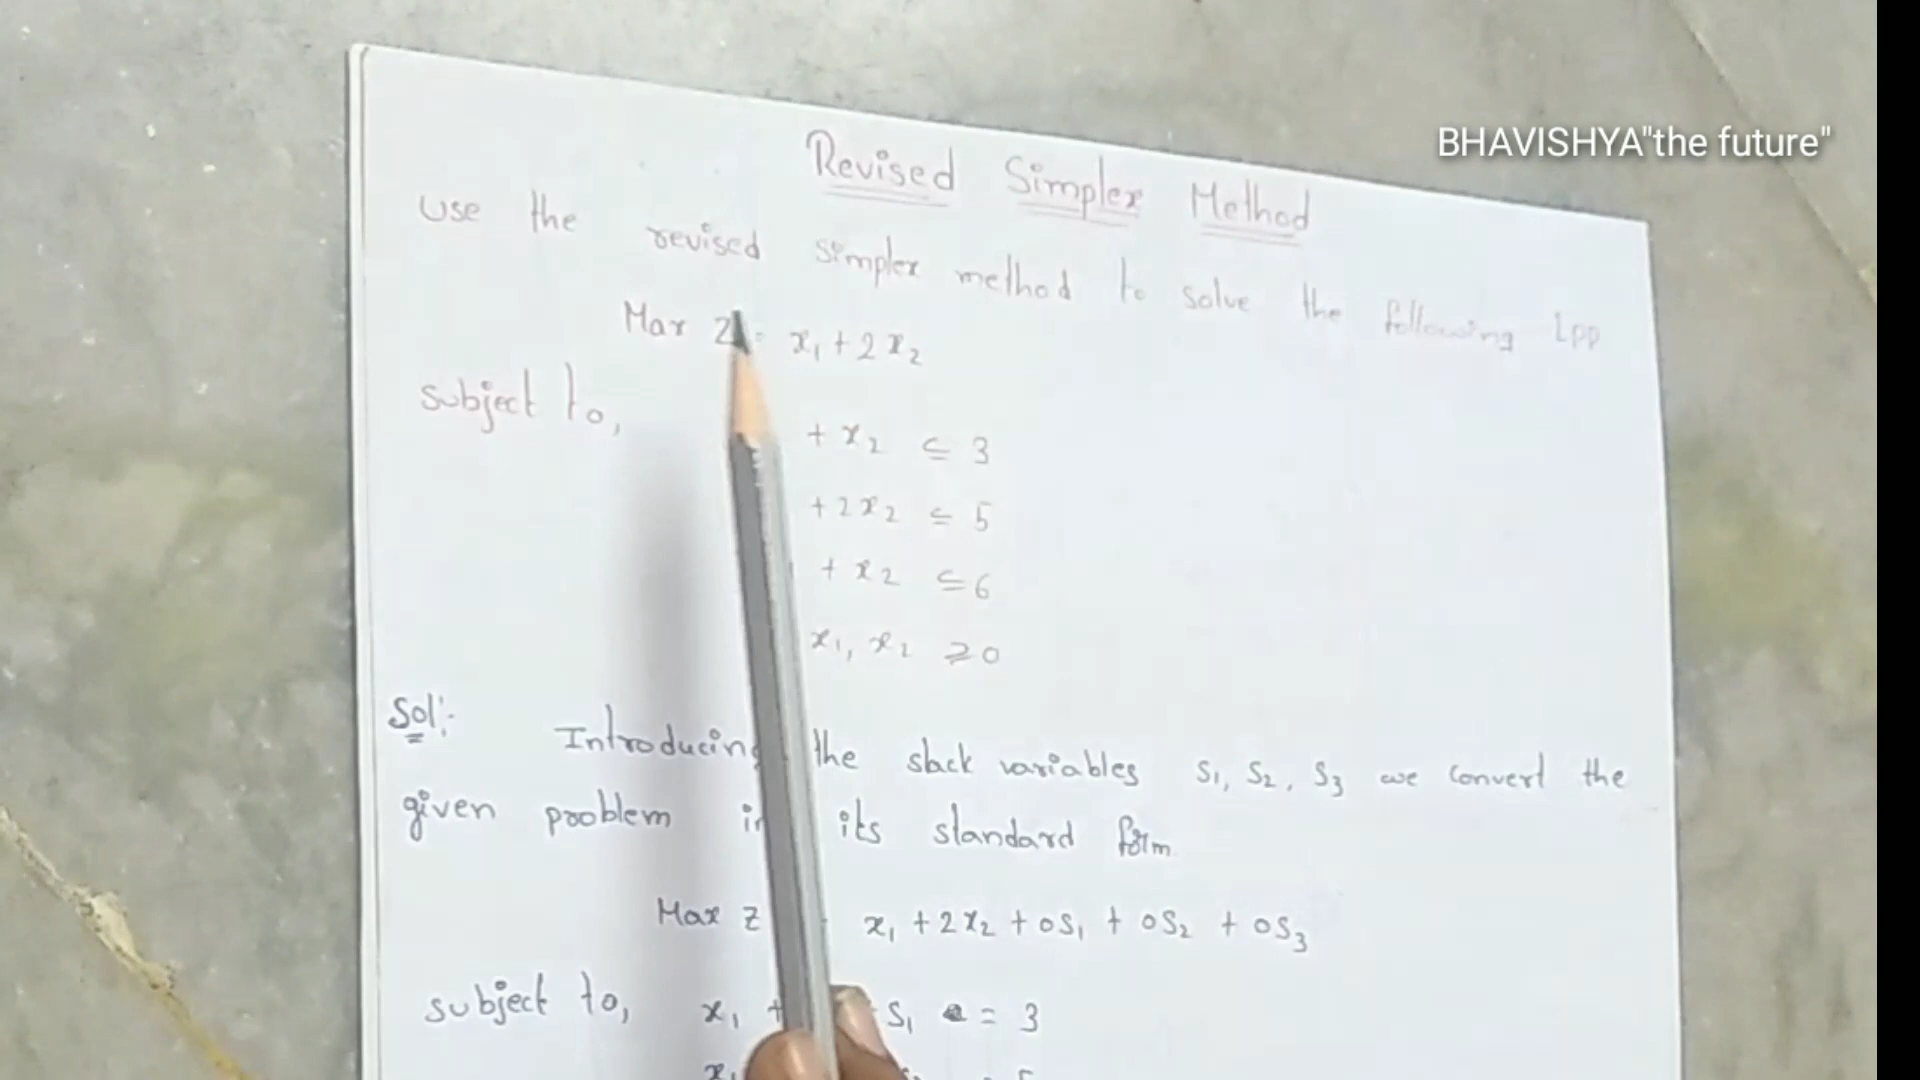 BHAVISHYA"the future"
Revised Simplex Method
Use the revised simplex method to solve the following Lpp
Max Z = x₁ + 2x₂
subject to,
+ x₂ ≤ 3
+ 2x₂ ≤ 5
+ x₂ ≤ 6
x₁, x₂ ≥ 0
Sol:-
Introducing the slack variables S₁, S₂, S₃ we convert the
given problem its standard form
Max Z x₁ + 2x₂ + 0S₁ + 0S₂ + 0S₃
subject to, x₁ + S₁ = 3